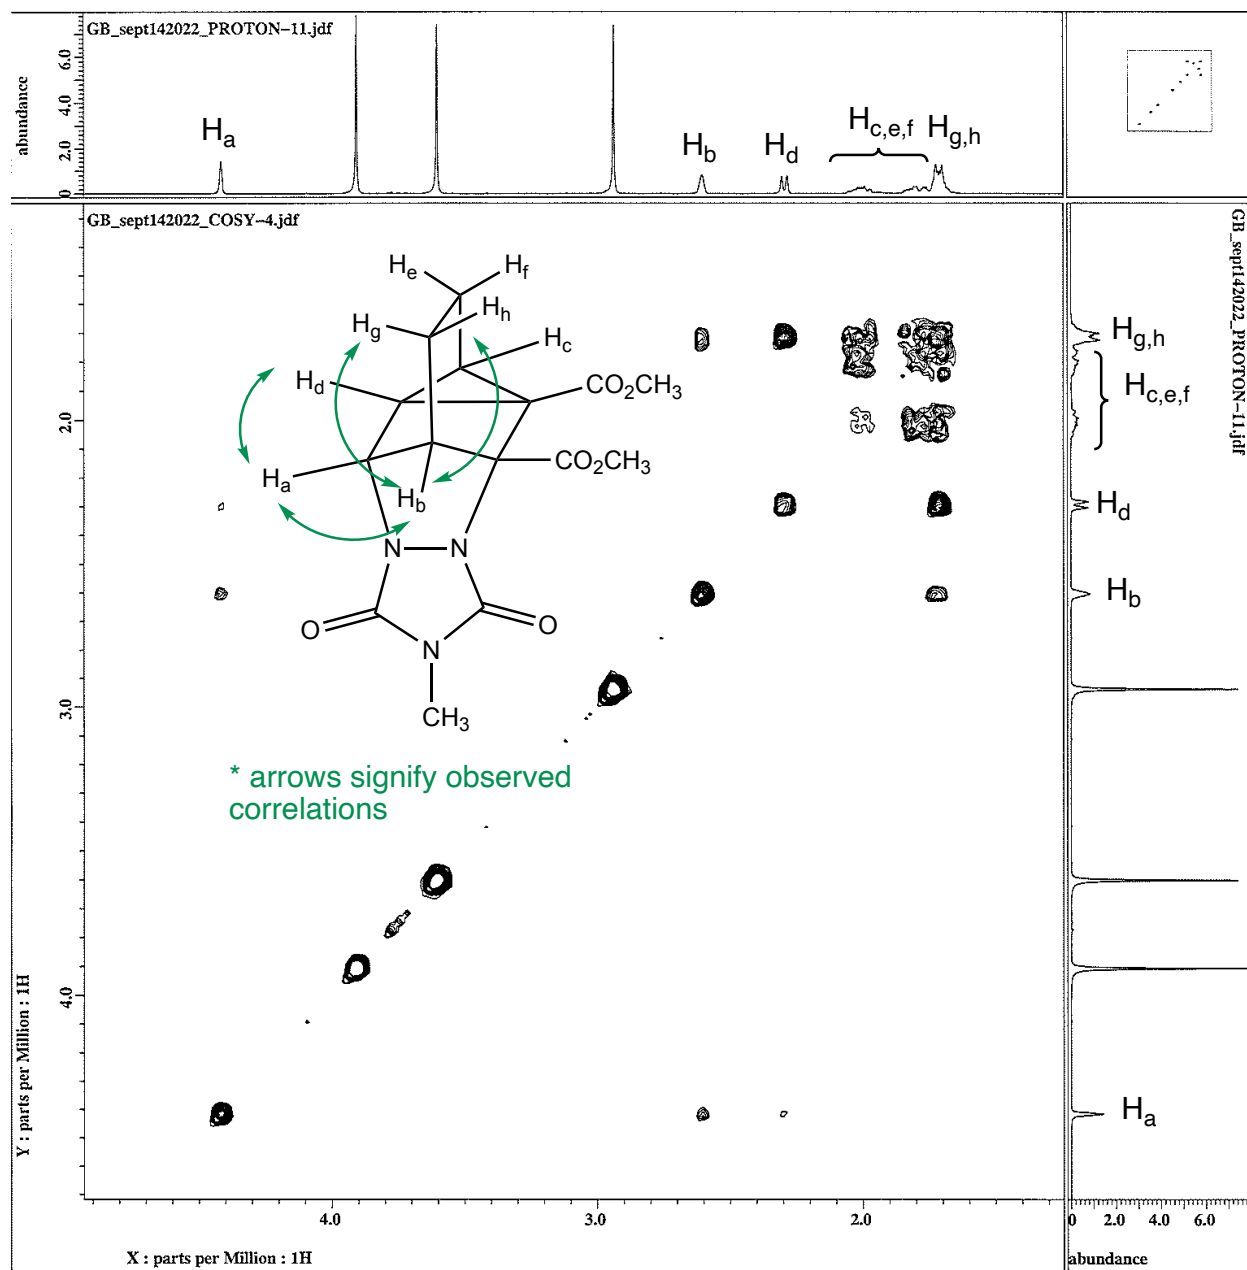 GB_sept142022_PROTON-11.jdf
abundance
6.0
4.0
2.0
0
Ha
Hb
Hd
Hc,e,f
Hg,h
GB_sept142022_COSY-4.jdf
GB_sept142022_PROTON-11.jdf
He
Hf
Hg
Hh
Hc
Hd
CO2CH3
CO2CH3
Ha
Hb
N
N
O
O
N
CH3
* arrows signify observed
correlations
Hg,h
Hc,e,f
Hd
Hb
Ha
2.0
3.0
4.0
Y : parts per Million : 1H
4.0
3.0
2.0
X : parts per Million : 1H
0
2.0
4.0
6.0
abundance